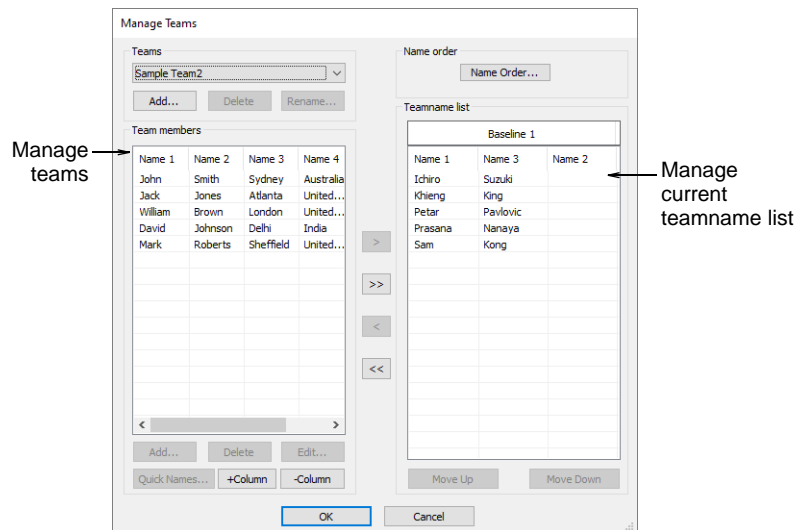 Manage Teams
Teams
Sample Team2
Add... Delete Rename...
Name order
Name Order...
Team members
Name 1 Name 2 Name 3 Name 4
John Smith Sydney Australia
Jack Jones Atlanta United...
William Brown London United...
David Johnson Delhi India
Mark Roberts Sheffield United...
Add... Delete Edit...
Quick Names... +Column -Column
>
>>
<
<<
Teamname list
Baseline 1
Name 1 Name 3 Name 2
Ichiro Suzuki
Khieng King
Petar Pavlovic
Prasana Nanaya
Sam Kong
Move Up Move Down
OK Cancel
Manage
teams
Manage
current
teamname list